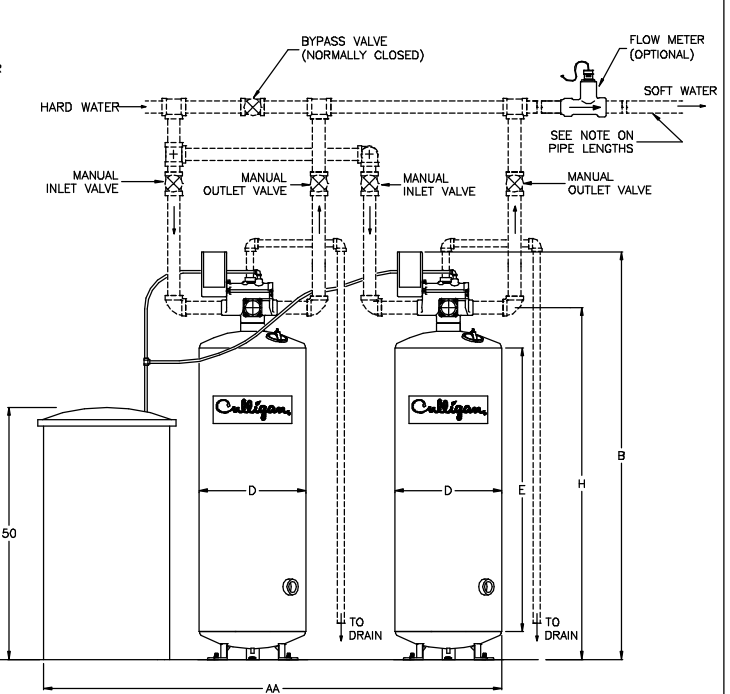 BYPASS VALVE
(NORMALLY CLOSED)
FLOW METER
(OPTIONAL)
R
HARD WATER
SOFT WATER
SEE NOTE ON
PIPE LENGTHS
MANUAL
INLET VALVE
MANUAL
OUTLET VALVE
MANUAL
INLET VALVE
MANUAL
OUTLET VALVE
Culligan
Culligan
B
H
D
D
E
50
TO
DRAIN
TO
DRAIN
AA